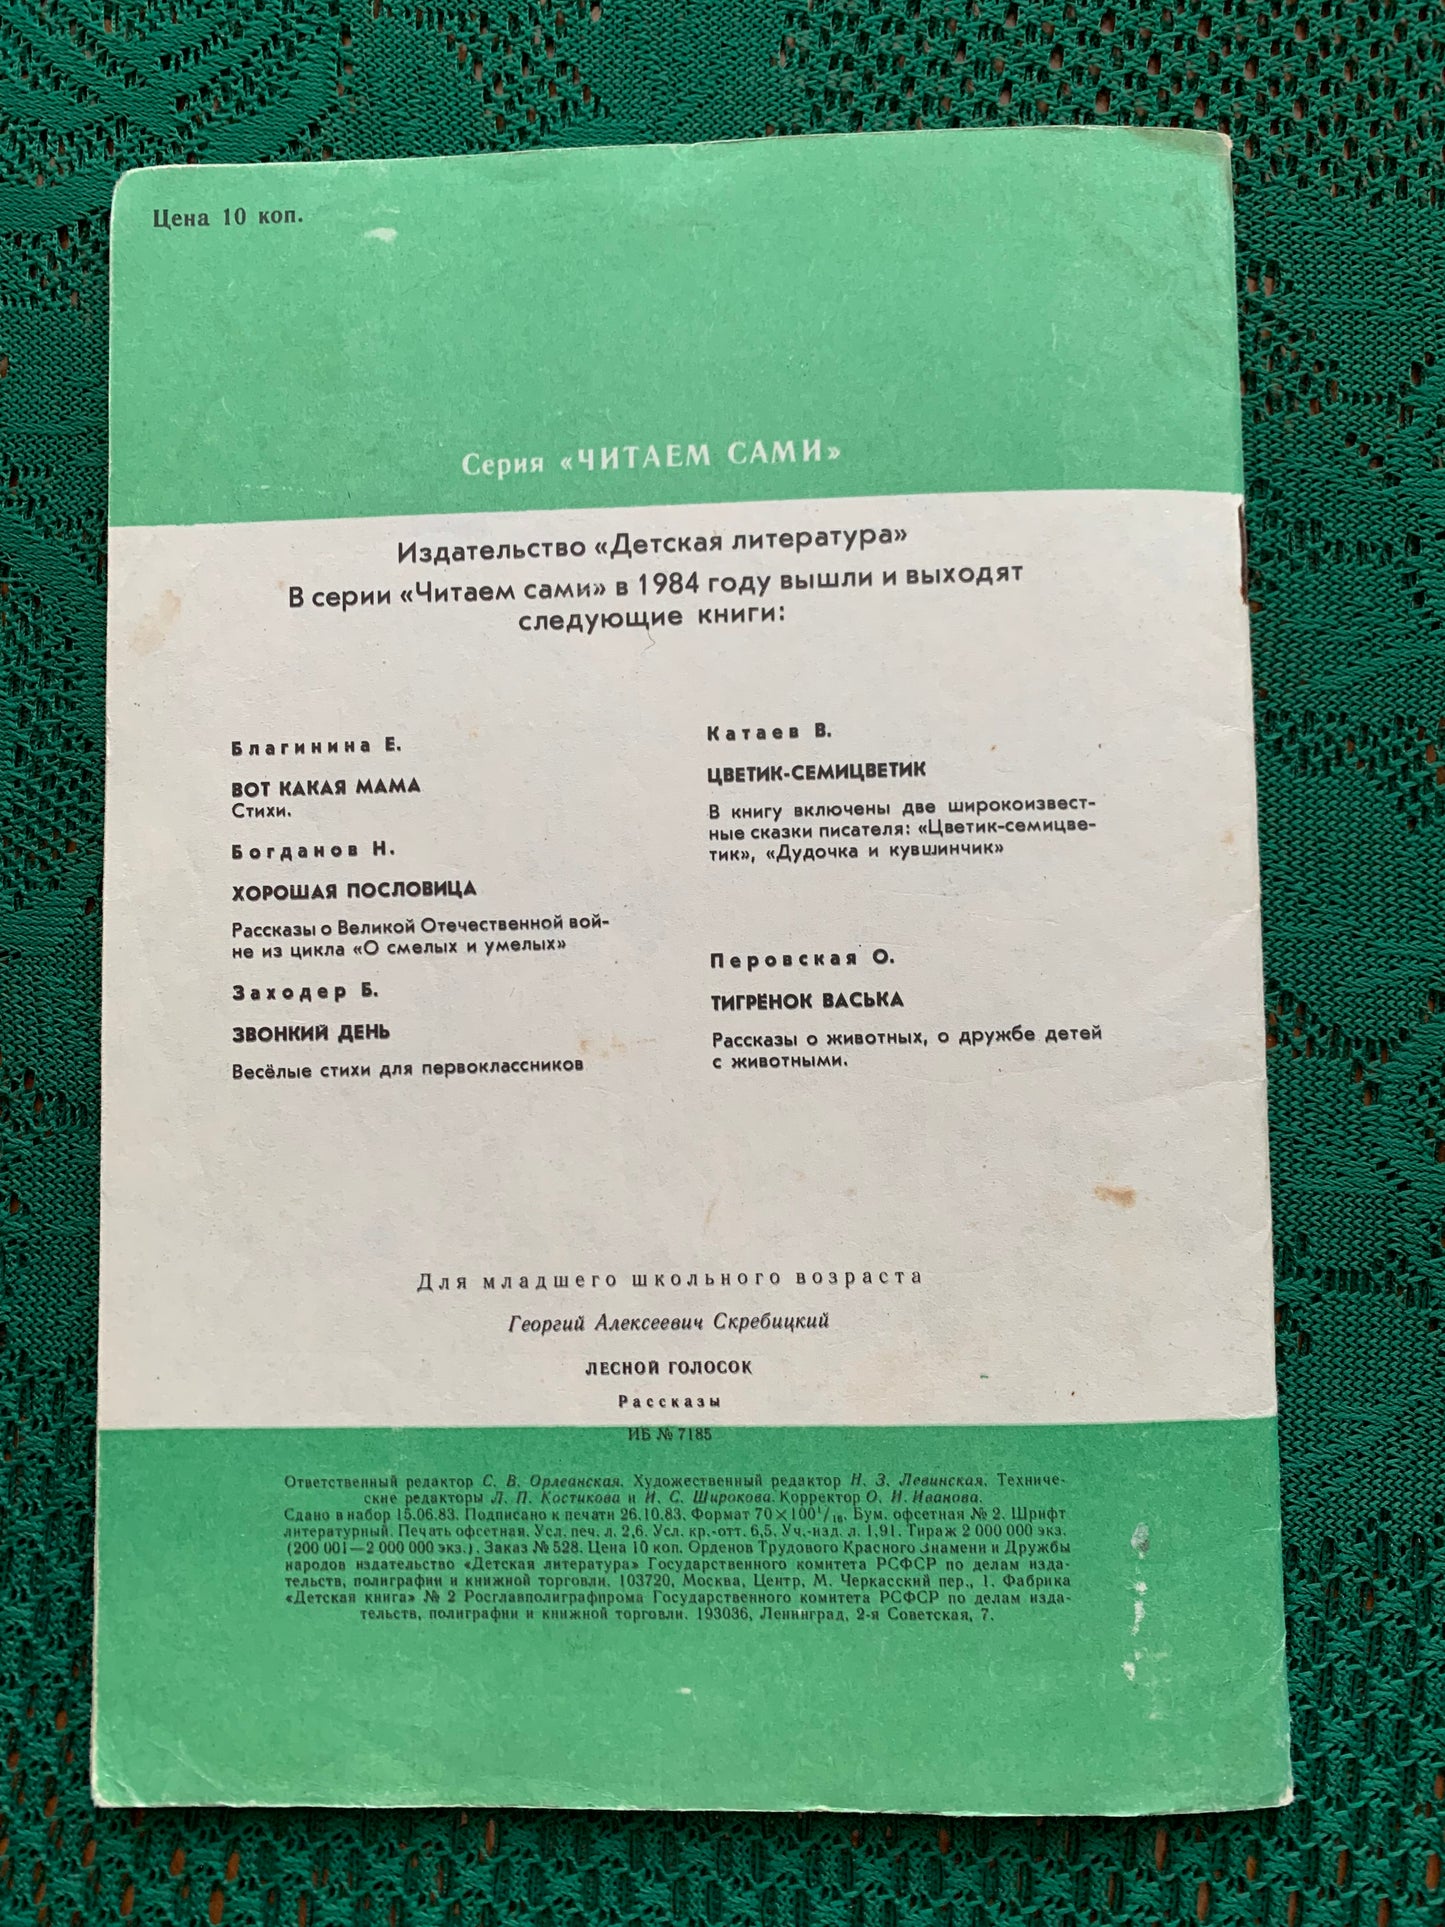 Цена 10 коп.
Серия «ЧИТАЕМ САМИ»
Издательство «Детская литература»
В серии «Читаем сами» в 1984 году вышли и выходят
следующие книги:
Благинина Е.
ВОТ КАКАЯ МАМА
Стихи.
Богданов Н.
ХОРОШАЯ ПОСЛОВИЦА
Рассказы о Великой Отечественной вой-
не из цикла «О смелых и умелых»
Заходер Б.
ЗВОНКИЙ ДЕНЬ
Весёлые стихи для первоклассников
Катаев В.
ЦВЕТИК-СЕМИЦВЕТИК
В книгу включены две широкоизвест-
ные сказки писателя: «Цветик-семицве-
тик», «Дудочка и кувшинчик»
Перовская О.
ТИГРЁНОК ВАСЬКА
Рассказы о животных, о дружбе детей
с животными.
Для младшего школьного возраста
Георгий Алексеевич Скребицкий
ЛЕСНОЙ ГОЛОСОК
Рассказы
ИБ № 7185
Ответственный редактор С. В. Орлеанская. Художественный редактор Н. З. Левинская. Техниче-
ские редакторы Л. П. Костикова и И. С. Широкова. Корректор О. И. Иванова.
Сдано в набор 15.06.83. Подписано к печати 26.10.83. Формат 70×100¹/₁₆. Бум. офсетная № 2. Шрифт
литературный. Печать офсетная. Усл. печ. л. 2,6. Усл. кр.-отт. 6,5. Уч.-изд. л. 1,91. Тираж 2 000 000 экз.
(200 001—2 000 000 экз.). Заказ № 528. Цена 10 коп. Орденов Трудового Красного Знамени и Дружбы
народов издательство «Детская литература» Государственного комитета РСФСР по делам изда-
тельств, полиграфии и книжной торговли. 103720, Москва, Центр, М. Черкасский пер., 1. Фабрика
«Детская книга» № 2 Росглавполиграфпрома Государственного комитета РСФСР по делам изда-
тельств, полиграфии и книжной торговли. 193036, Ленинград, 2-я Советская, 7.